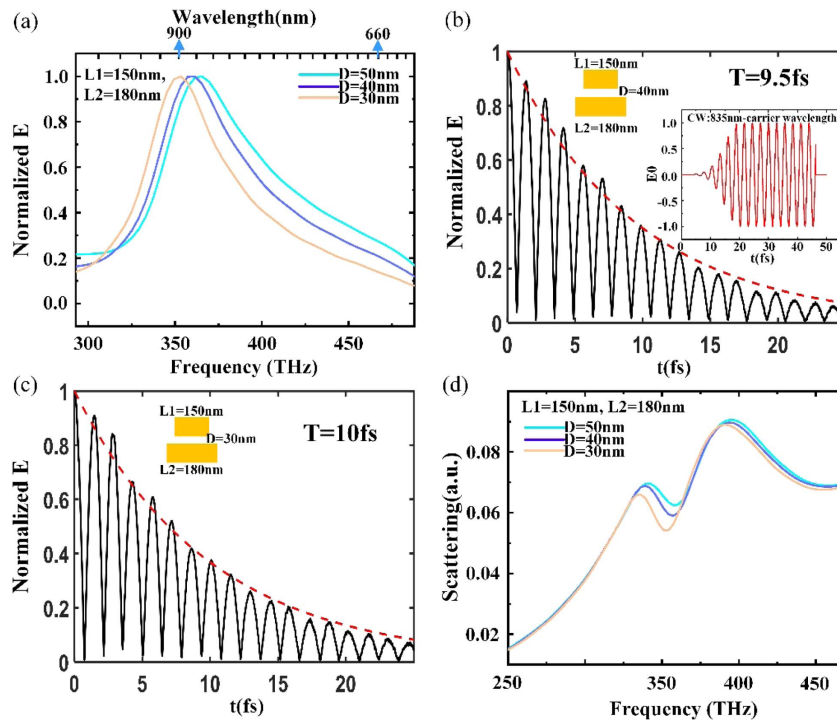 (a)
Wavelength(nm)
900 660
L1=150nm,
L2=180nm
D=50nm
D=40nm
D=30nm
Normalized E
1.0
0.8
0.6
0.4
0.2
0.0
300 350 400 450
Frequency (THz)
(b)
Normalized E
1
0.8
0.6
0.4
0.2
0
0 5 10 15 20
t(fs)
L1=150nm
D=40nm
L2=180nm
T=9.5fs
CW:835nm-carrier wavelength
E0
1.0
0.5
0.0
-0.5
-1.0
0 10 20 30 40 50
t(fs)
(c)
Normalized E
1
0.8
0.6
0.4
0.2
0
0 5 10 15 20
t(fs)
L1=150nm
D=30nm
L2=180nm
T=10fs
(d)
L1=150nm, L2=180nm
D=50nm
D=40nm
D=30nm
Scattering(a.u.)
0.08
0.06
0.04
0.02
250 350 450
Frequency (THz)